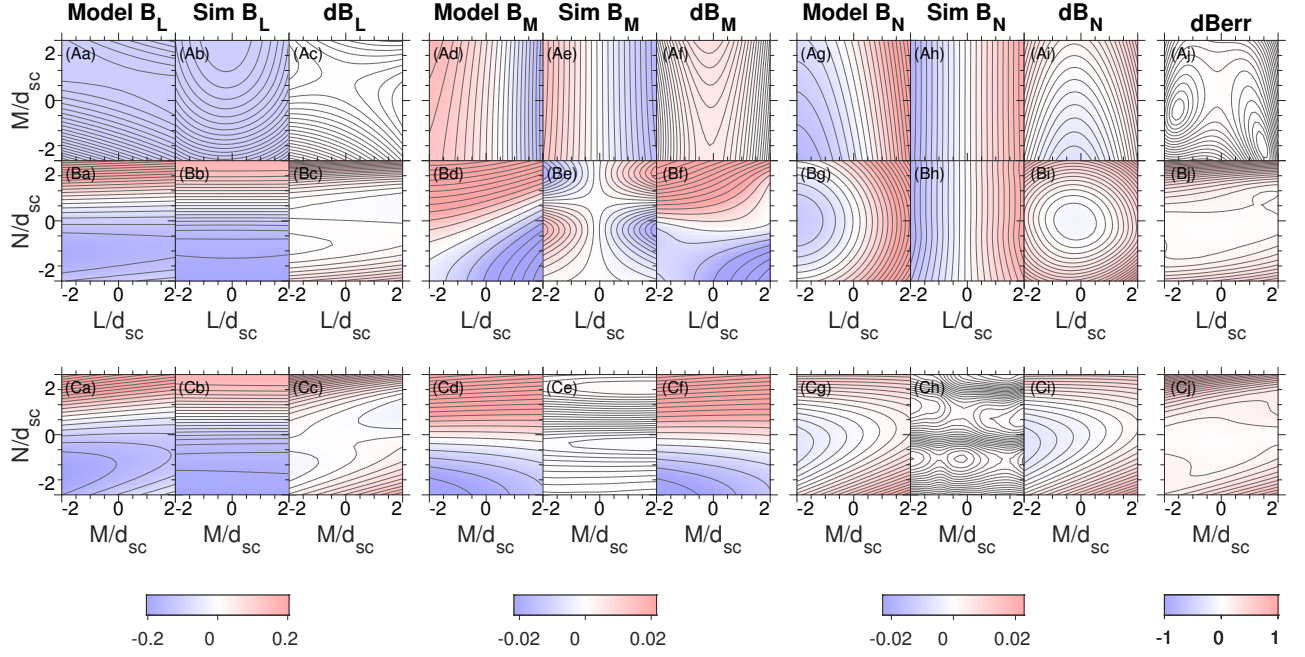 Model B_L Sim B_L dB_L Model B_M Sim B_M dB_M Model B_N Sim B_N dB_N dBerr
M/d_sc 2 0 -2 (Aa) (Ab) (Ac) (Ad) (Ae) (Af) (Ag) (Ah) (Ai) (Aj)
N/d_sc 2 0 -2 (Ba) (Bb) (Bc) (Bd) (Be) (Bf) (Bg) (Bh) (Bi) (Bj)
-2 0 2-2 0 2-2 0 2 -2 0 2-2 0 2-2 0 2 -2 0 2-2 0 2-2 0 2 -2 0 2
L/d_sc L/d_sc L/d_sc L/d_sc L/d_sc L/d_sc L/d_sc L/d_sc L/d_sc L/d_sc
N/d_sc 2 0 -2 (Ca) (Cb) (Cc) (Cd) (Ce) (Cf) (Cg) (Ch) (Ci) (Cj)
-2 0 2-2 0 2-2 0 2 -2 0 2-2 0 2-2 0 2 -2 0 2-2 0 2-2 0 2 -2 0 2
M/d_sc M/d_sc M/d_sc M/d_sc M/d_sc M/d_sc M/d_sc M/d_sc M/d_sc M/d_sc
-0.2 0 0.2 -0.02 0 0.02 -0.02 0 0.02 -1 0 1